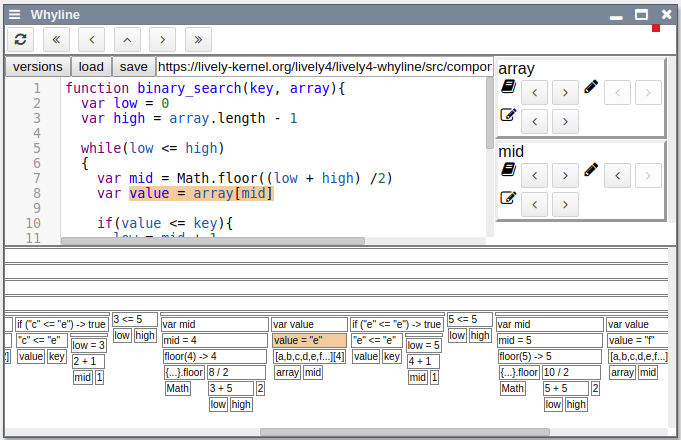 Whyline
versions load save https://lively-kernel.org/lively4/lively4-whyline/src/compor
1 function binary_search(key, array){
2 var low = 0
3 var high = array.length - 1
4
5 while(low <= high)
6 {
7 var mid = Math.floor((low + high) /2)
8 var value = array[mid]
9
10 if(value <= key){
11 low = mid + 1
array
mid
if ("c" <= "e") -> true 3 <= 5 var mid var value if ("e" <= "e") -> true 5 <= 5 var mid var value
"c" <= "e" low = 3 low high mid = 4 value = "e" "e" <= "e" low = 5 low high mid = 5 value = "f"
value key 2 + 1 floor(4) -> 4 [a,b,c,d,e,f...][4] value key 4 + 1 floor(5) -> 5 [a,b,c,d,e,f...]
mid 1 {...}.floor 8 / 2 array mid mid 1 {...}.floor 10 / 2 array mid
Math 3 + 5 2 Math 5 + 5 2
low high low high